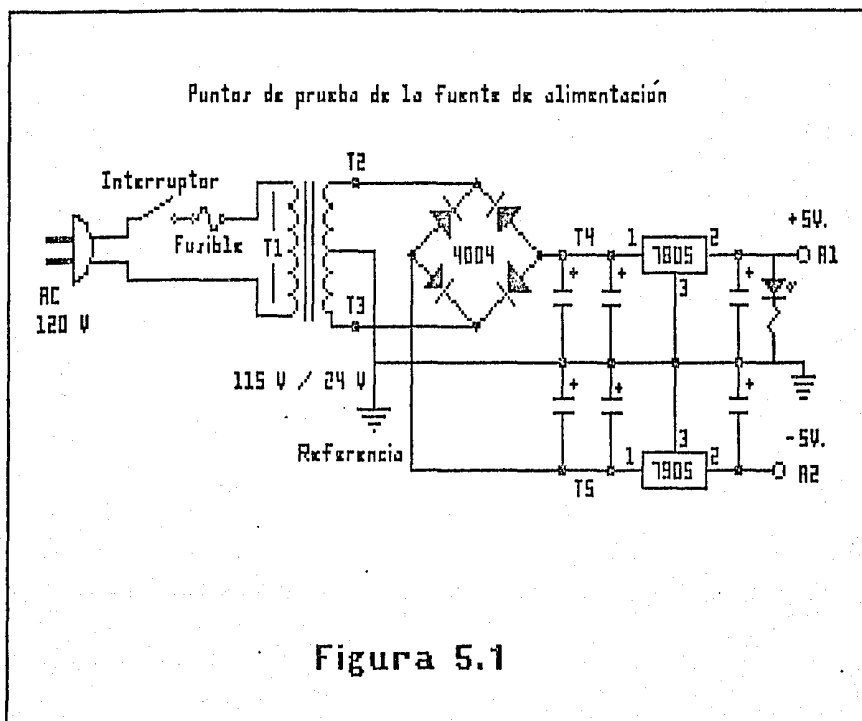 Puntos de prueba de la fuente de alimentación
T2
Interruptor
+5V.
T4
1
7805
2
A1
Fusible
T1
4004
+
+
+
3
AC
120 V
T3
115 V / 24 V
+
+
+
3
-5V.
Referencia
1
7905
2
A2
T5
Figura 5.1